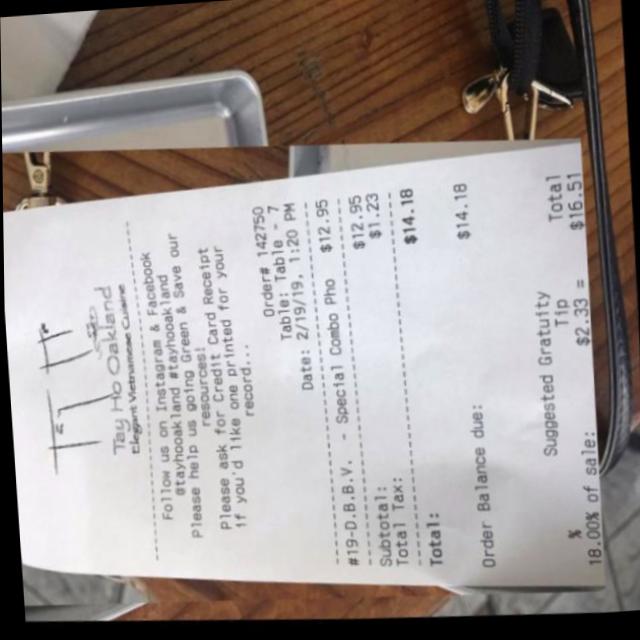 T-7
Tay Ho Oakland
Elegant Vietnamese Cuisine
Follow us on Instagram & Facebook
@tayhooakland #tayhooakland
Please help us going Green & Save our
resources!
Please ask for Credit Card Receipt
if you'd like one printed for your
record...
Order# 142750
Table: Table - 7
Date: 2/19/19, 1:20 PM
#19-D.B.B.V. - Special Combo Pho $12.95
Subtotal: $12.95
Total Tax: $1.23
Total: $14.18
Order Balance due: $14.18
Suggested Gratuity
% Tip Total
18.00% of sale: $2.33 = $16.51